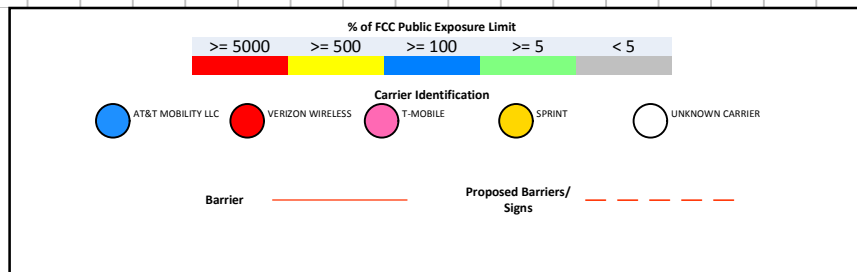 % of FCC Public Exposure Limit
>= 5000 >= 500 >= 100 >= 5 < 5
Carrier Identification
AT&T MOBILITY LLC VERIZON WIRELESS T-MOBILE SPRINT UNKNOWN CARRIER
Barrier
Proposed Barriers/
Signs